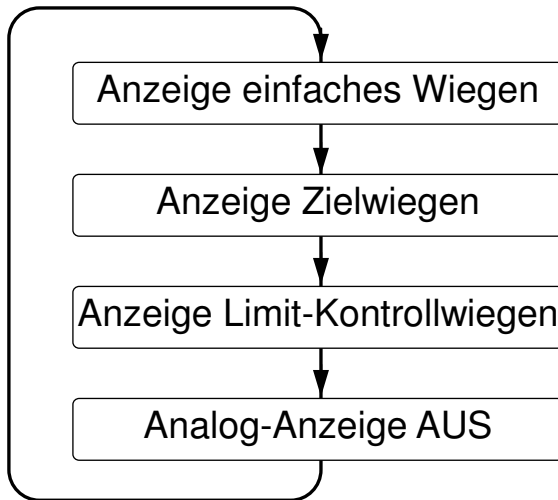 Anzeige einfaches Wiegen
Anzeige Zielwiegen
Anzeige Limit-Kontrollwiegen
Analog-Anzeige AUS